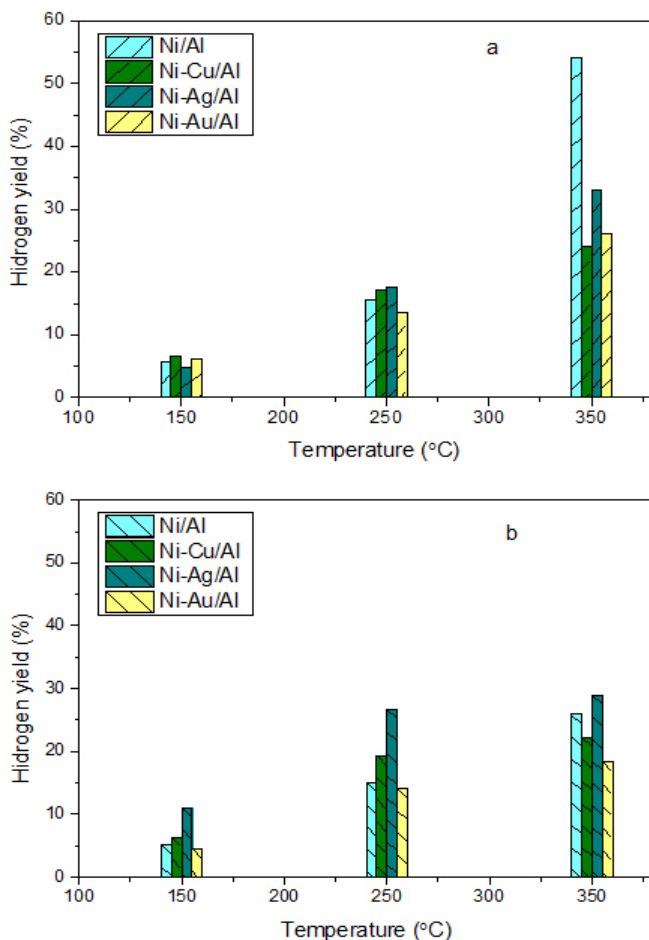 60
50
40
30
20
10
0
Hidrogen yield (%)
Ni/Al
Ni-Cu/Al
Ni-Ag/Al
Ni-Au/Al
a
100 150 200 250 300 350
Temperature (°C)
60
50
40
30
20
10
0
Hidrogen yield (%)
Ni/Al
Ni-Cu/Al
Ni-Ag/Al
Ni-Au/Al
b
100 150 200 250 300 350
Temperature (°C)